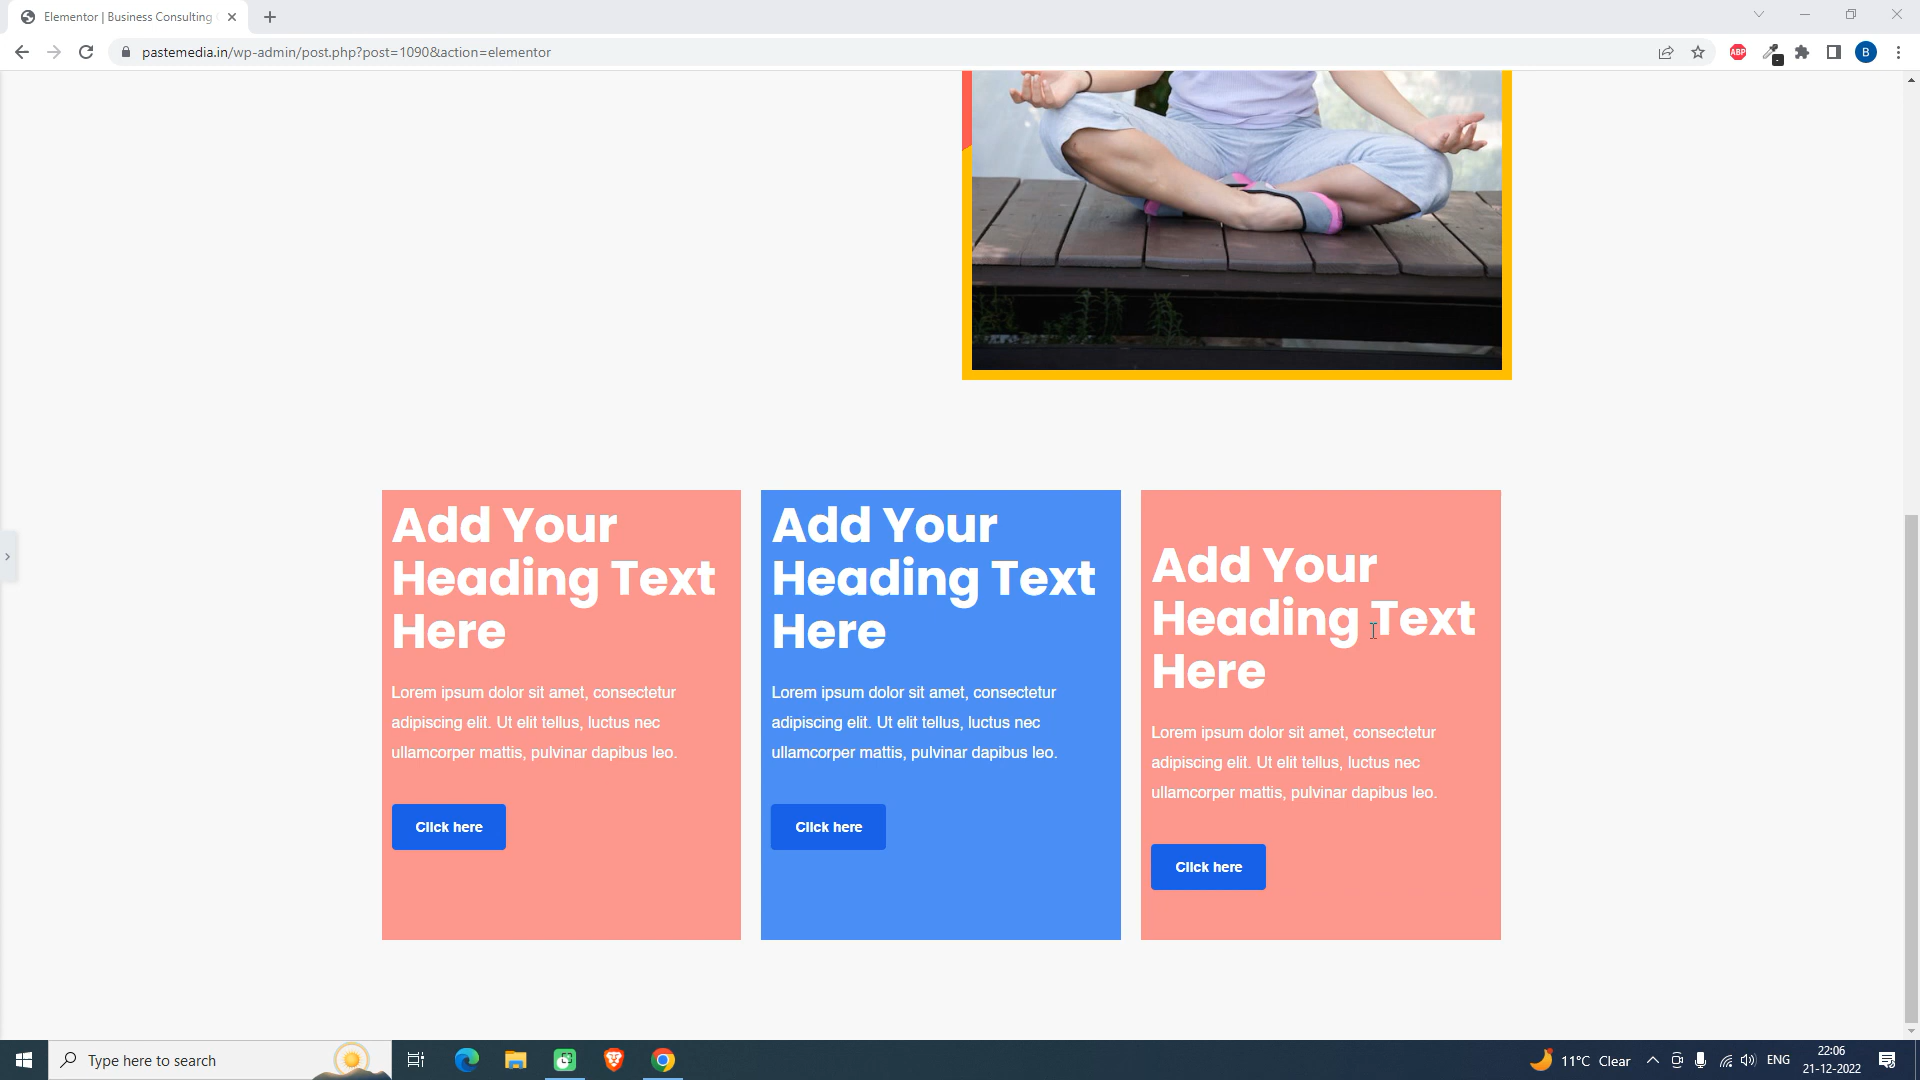 Elementor | Business Consulting
pastemedia.in/wp-admin/post.php?post=1090&action=elementor
ABP
B
Add Your
Heading Text
Here
Lorem ipsum dolor sit amet, consectetur
adipiscing elit. Ut elit tellus, luctus nec
ullamcorper mattis, pulvinar dapibus leo.
Click here
Add Your
Heading Text
Here
Lorem ipsum dolor sit amet, consectetur
adipiscing elit. Ut elit tellus, luctus nec
ullamcorper mattis, pulvinar dapibus leo.
Click here
Add Your
Heading Text
Here
Lorem ipsum dolor sit amet, consectetur
adipiscing elit. Ut elit tellus, luctus nec
ullamcorper mattis, pulvinar dapibus leo.
Click here
Type here to search
11°C Clear
ENG
22:06
21-12-2022